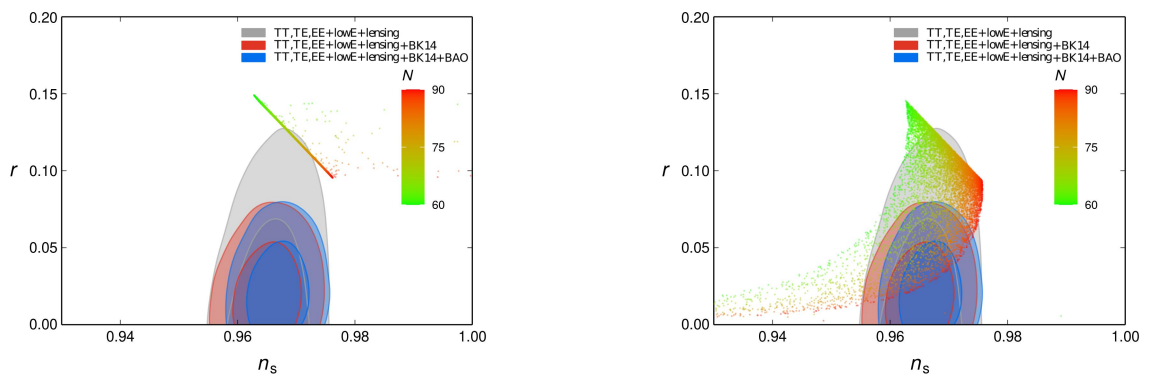 0.20
0.15
0.10
0.05
0.00
r
0.94
0.96
0.98
1.00
n_s
TT,TE,EE+lowE+lensing
TT,TE,EE+lowE+lensing+BK14
TT,TE,EE+lowE+lensing+BK14+BAO
N
90
75
60
0.20
0.15
0.10
0.05
0.00
r
0.94
0.96
0.98
1.00
n_s
TT,TE,EE+lowE+lensing
TT,TE,EE+lowE+lensing+BK14
TT,TE,EE+lowE+lensing+BK14+BAO
N
90
75
60